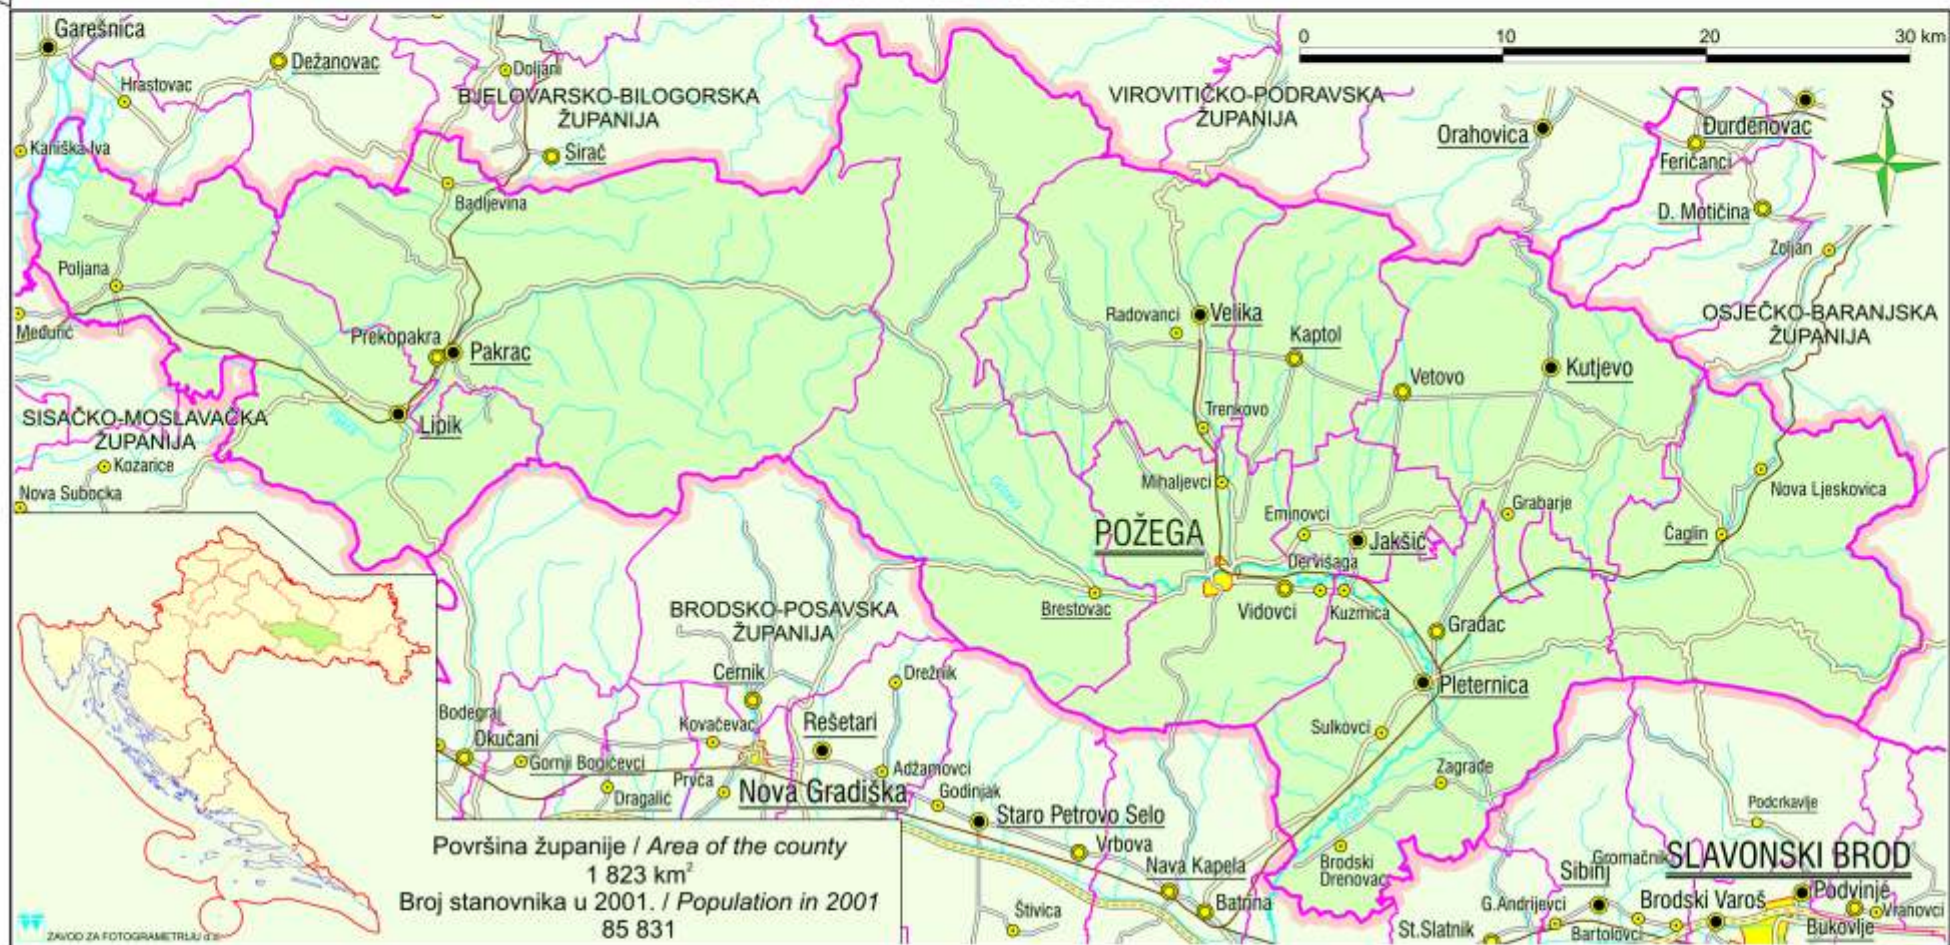 Garešnica
Dežanovac
Hrastovac
Doljani
BJELOVARSKO-BILOGORSKA
ŽUPANIJA
Sirač
Kaniška Iva
Badljevina
VIROVITIČKO-PODRAVSKA
ŽUPANIJA
0 10 20 30 km
S
Orahovica
Đurđenovac
Feričanci
D. Motičina
Zoljan
OSJEČKO-BARANJSKA
ŽUPANIJA
Poljana
Međurić
Prekopakra
Pakrac
Lipik
SISAČKO-MOSLAVAČKA
ŽUPANIJA
Kozarice
Nova Subocka
Radovanci
Velika
Kaptol
Vetovo
Kutjevo
Trenkovo
Mihaljevci
Eminovci
Jakšić
Grabarje
Nova Ljeskovica
Čaglin
POŽEGA
Dervišaga
Brestovac
Vidovci
Kuzmica
Gradac
Pleternica
Sulkovci
Zagrađe
Brodski
Drenovac
BRODSKO-POSAVSKA
ŽUPANIJA
Cernik
Drežnik
Bodegraj
Okučani
Kovačevac
Rešetari
Gornji Bogićevci
Prvča
Adžamovci
Dragalić
Nova Gradiška
Godinjak
Staro Petrovo Selo
Vrbova
Nava Kapela
Batrina
Štivica
Podcrkavlje
SLAVONSKI BROD
Gromačnik
Sibinj
G.Andrijevci
Brodski Varoš
Podvinje
Vranovci
St.Slatnik
Bartolovci
Bukovlje
Površina županije / Area of the county
1 823 km²
Broj stanovnika u 2001. / Population in 2001
85 831
ZAVOD ZA FOTOGRAMETRIJU d.d.